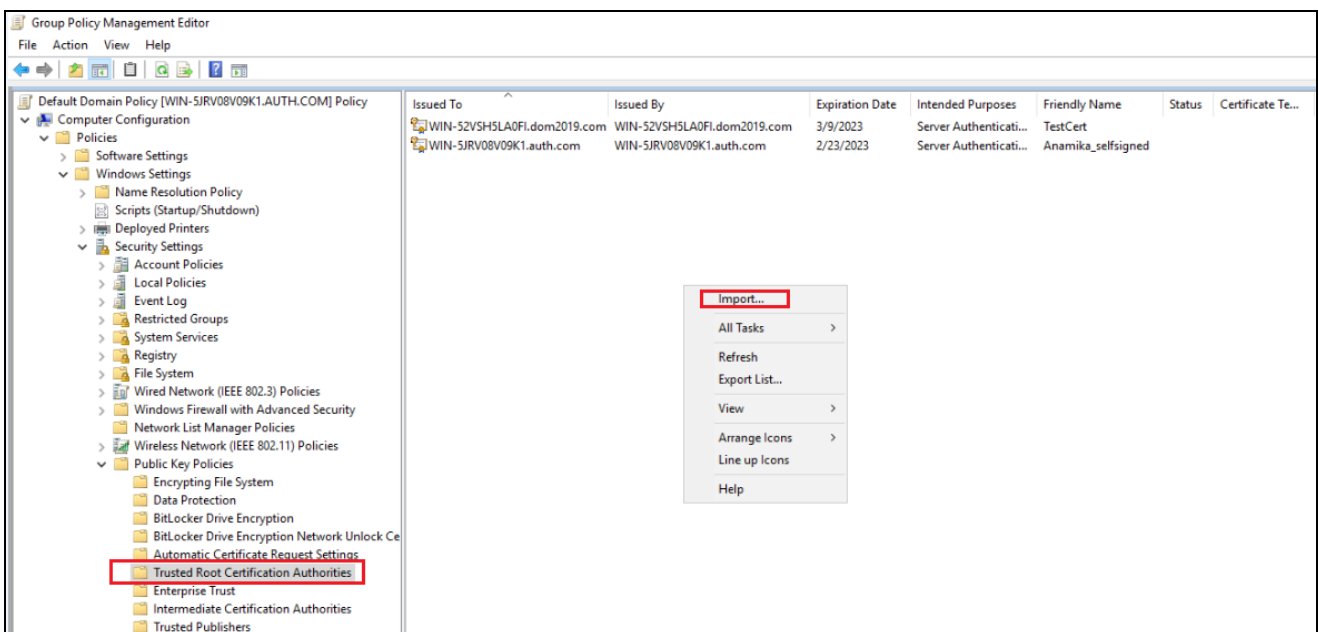 Group Policy Management Editor
File Action View Help
Default Domain Policy [WIN-5JRV08V09K1.AUTH.COM] Policy
Computer Configuration
Policies
Software Settings
Windows Settings
Name Resolution Policy
Scripts (Startup/Shutdown)
Deployed Printers
Security Settings
Account Policies
Local Policies
Event Log
Restricted Groups
System Services
Registry
File System
Wired Network (IEEE 802.3) Policies
Windows Firewall with Advanced Security
Network List Manager Policies
Wireless Network (IEEE 802.11) Policies
Public Key Policies
Encrypting File System
Data Protection
BitLocker Drive Encryption
BitLocker Drive Encryption Network Unlock Ce
Automatic Certificate Request Settings
Trusted Root Certification Authorities
Enterprise Trust
Intermediate Certification Authorities
Trusted Publishers
Issued To Issued By Expiration Date Intended Purposes Friendly Name Status Certificate Te...
WIN-52VSH5LA0FI.dom2019.com WIN-52VSH5LA0FI.dom2019.com 3/9/2023 Server Authenticati... TestCert
WIN-5JRV08V09K1.auth.com WIN-5JRV08V09K1.auth.com 2/23/2023 Server Authenticati... Anamika_selfsigned
Import...
All Tasks
Refresh
Export List...
View
Arrange Icons
Line up Icons
Help